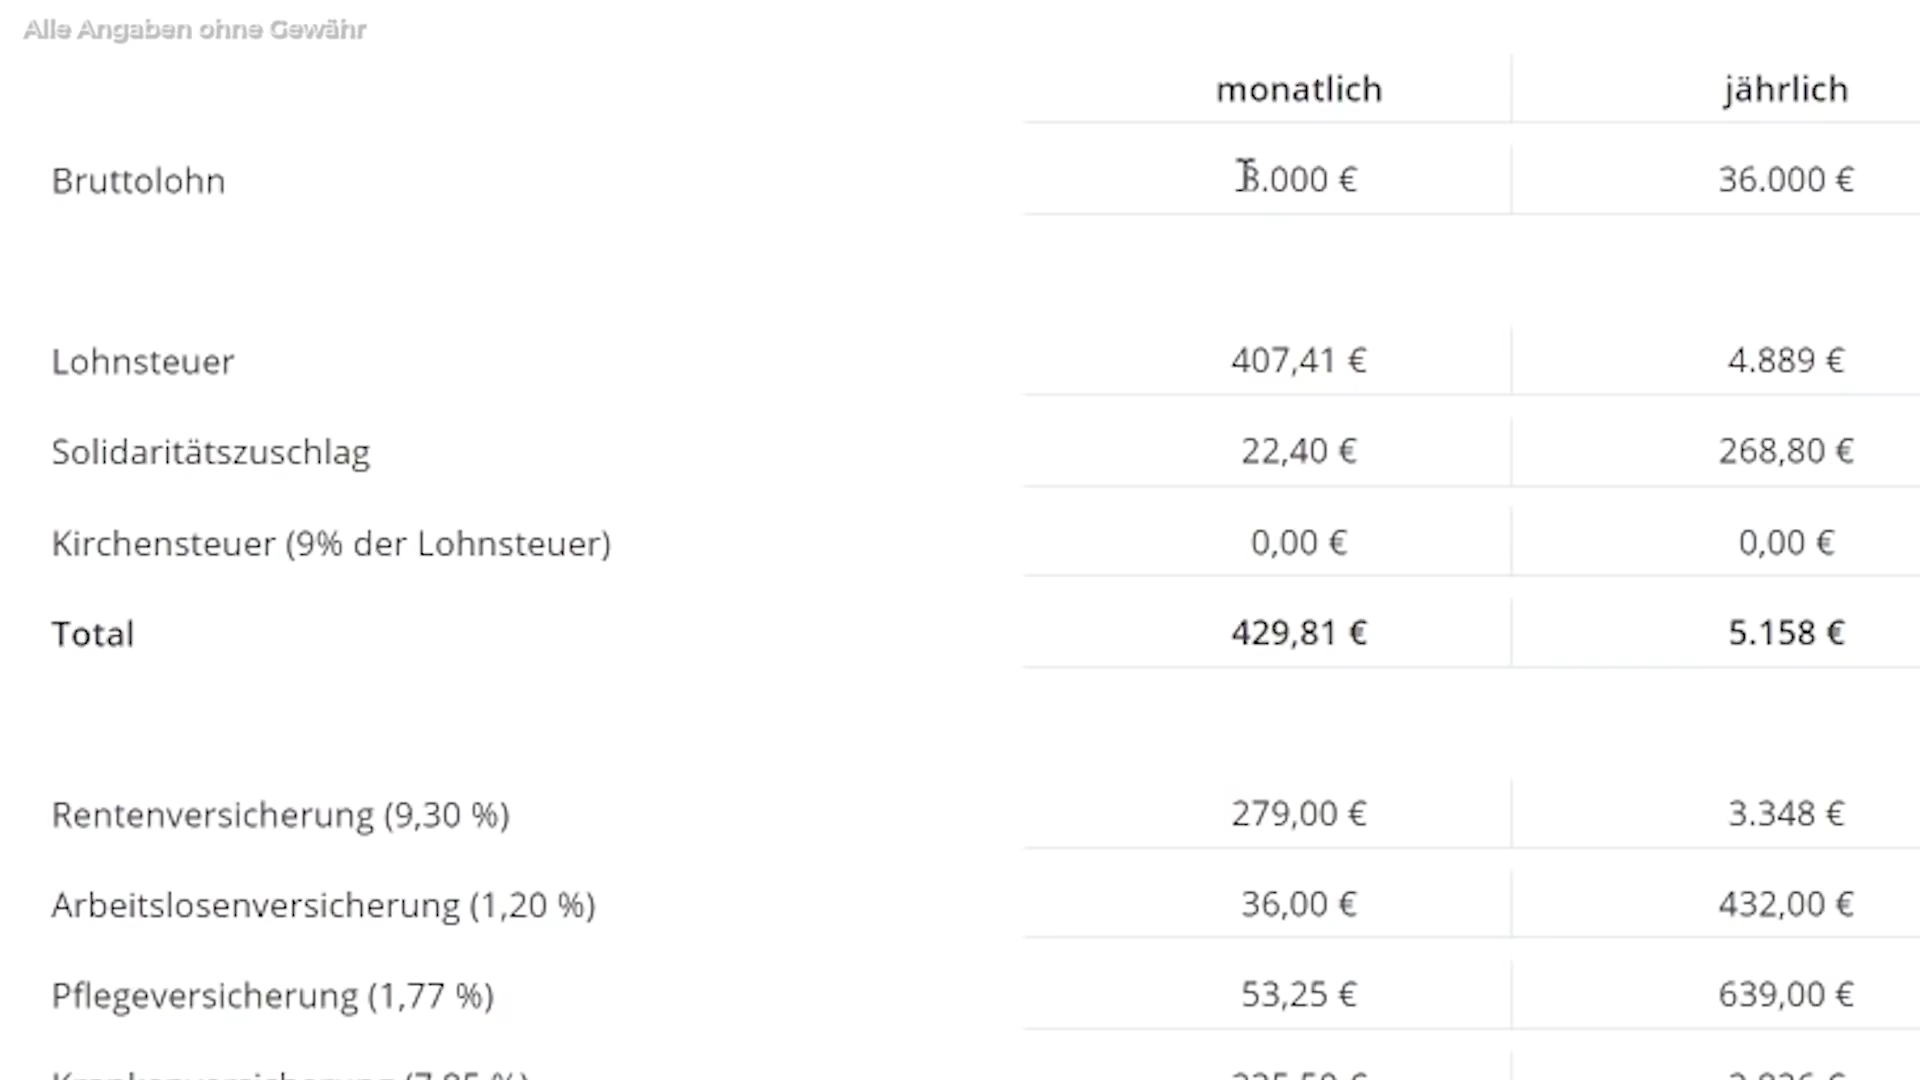 Alle Angaben ohne Gewähr
monatlich jährlich
Bruttolohn 3.000 € 36.000 €
Lohnsteuer 407,41 € 4.889 €
Solidaritätszuschlag 22,40 € 268,80 €
Kirchensteuer (9% der Lohnsteuer) 0,00 € 0,00 €
Total 429,81 € 5.158 €
Rentenversicherung (9,30 %) 279,00 € 3.348 €
Arbeitslosenversicherung (1,20 %) 36,00 € 432,00 €
Pflegeversicherung (1,77 %) 53,25 € 639,00 €